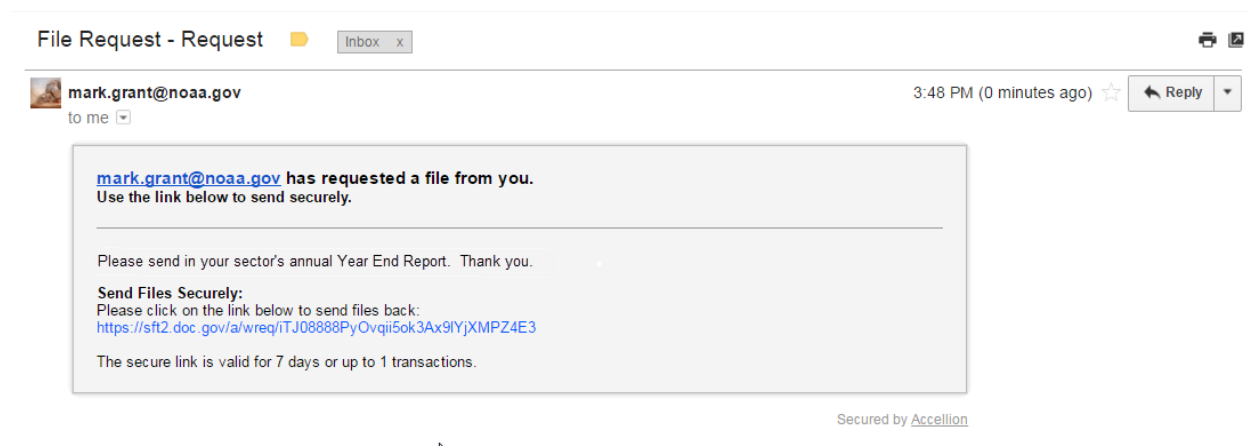 File Request - Request
Inbox x
mark.grant@noaa.gov
3:48 PM (0 minutes ago)
Reply
to me
mark.grant@noaa.gov has requested a file from you.
Use the link below to send securely.
Please send in your sector's annual Year End Report. Thank you.
Send Files Securely:
Please click on the link below to send files back:
https://sft2.doc.gov/a/wreq/iTJ08888PyOvqii5ok3Ax9lYjXMPZ4E3
The secure link is valid for 7 days or up to 1 transactions.
Secured by Accellion